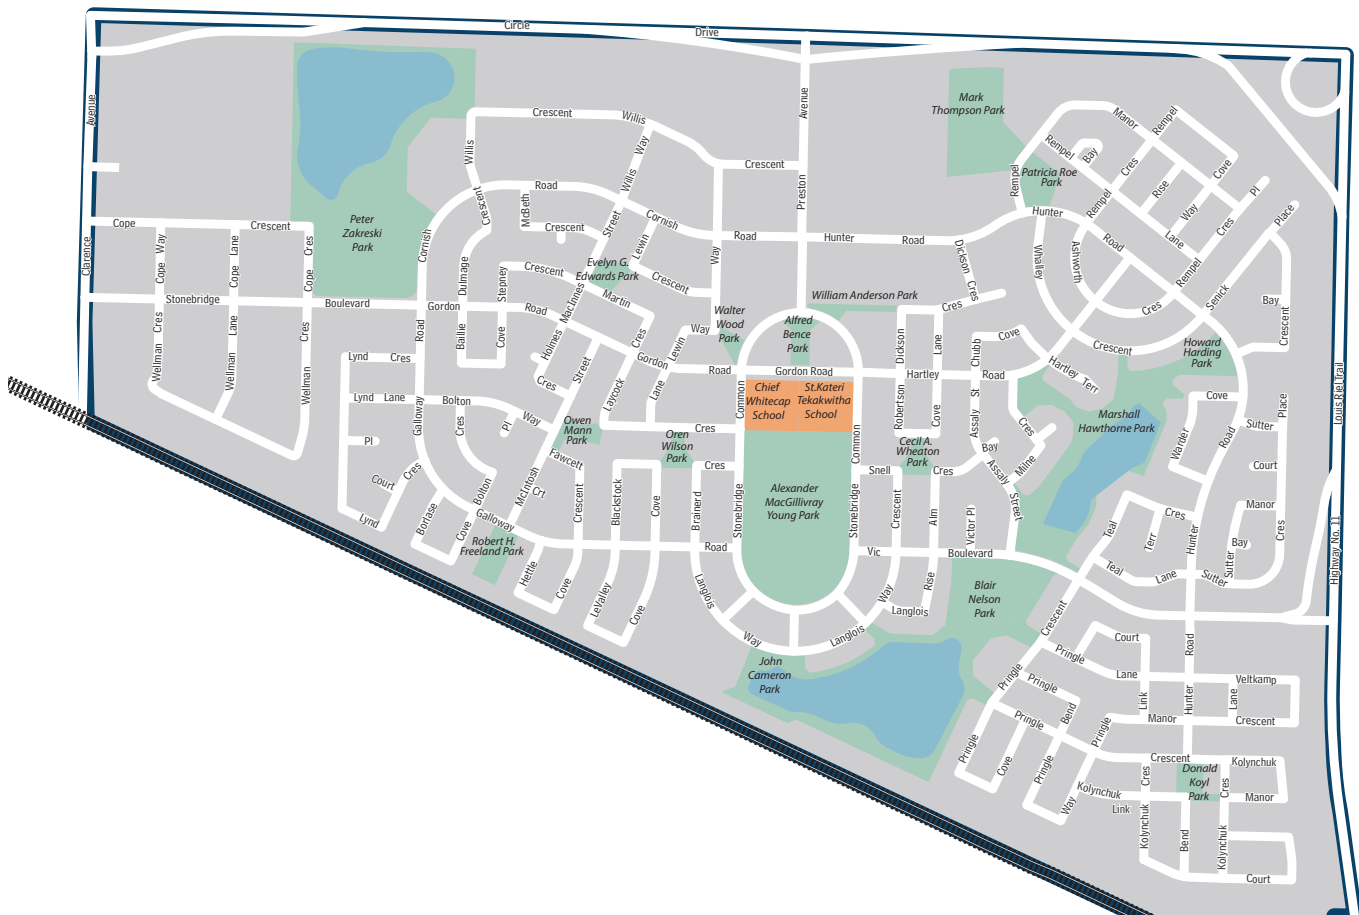 Circle
Drive
Avenue
Clarence
Cope
Crescent
Cope Way
Cope Lane
Cope Cres
Stonebridge
Boulevard
Wellman Cres
Wellman Lane
Wellman
Cres
Peter
Zakreski
Park
Willis
Crescent
Willis
Willis Way
Crescent
Crescent
Road
McBeth
Crescent
Cornish
Cornish
Road
Lewin
Crescent
Way
Street
MacInnes
Evelyn G.
Edwards Park
Dulmage
Stepney
Crescent
Martin
Cres
Gordon
Road
Bailie
Cove
Holmes
Cres
Street
Laycock
Gordon
Road
Lewin
Way
Lane
Walter
Wood
Park
Avenue
Preston
Hunter
Road
William Anderson Park
Alfred
Bence
Park
Gordon Road
Chief
Whitecap
School
St.Kateri
Tekakwitha
School
Common
Common
Alexander
MacGillivray
Young Park
Stonebridge
Stonebridge
Mark
Thompson Park
Patricia Roe
Park
Rempel
Rempel
Bay
Manor
Rempel
Cres
Rempel
Rise
Way
Cove
Lane
Cres
Pl
Rempel
Place
Hunter
Road
Whalley
Ashworth
Cres
Crescent
Senick
Bay
Crescent
Dickson
Cres
Cres
Dickson
Lane
Chubb
Cove
Hartley
Road
Hartley
Terr
Howard
Harding
Park
Marshall
Hawthorne Park
Robertson
Cove
Assaly St
Cecil A.
Wheaton
Park
Bay
Milne
Cres
Assaly
Street
Snell
Cres
Crescent
Alm
Rise
Victor Pl
Vic
Boulevard
Cove
Warder
Road
Sutter
Place
Court
Manor
Cres
Bay
Sutter
Sutter
Lane
Teal
Teal
Terr
Cres
Hunter
Louis Riel Trail
Highway No. 11
Lynd
Cres
Lynd
Lane
Pl
Court
Cres
Lynd
Road
Galloway
Bolton
Cres
Pl
Way
Bolton
Cove
Borlase
Galloway
McIntosh
Fawcett
Crt
Crescent
Owen
Mann
Park
Oren
Wilson
Park
Cres
Cres
Blackstock
Cove
Brainerd
Road
Robert H.
Freeland Park
Hettle
Cove
LeValley
Cove
Langlois
Way
Langlois
Way
Langlois
John
Cameron
Park
Blair
Nelson
Park
Crescent
Pringle
Pringle
Pringle
Pringle
Bend
Pringle
Cove
Pringle
Way
Pringle
Court
Lane
Link
Road
Hunter
Manor
Lane
Veltkamp
Crescent
Crescent
Kolynchuk
Manor
Cres
Cres
Donald
Koyl
Park
Kolynchuk
Link
Kolynchuk
Bend
Kolynchuk
Court